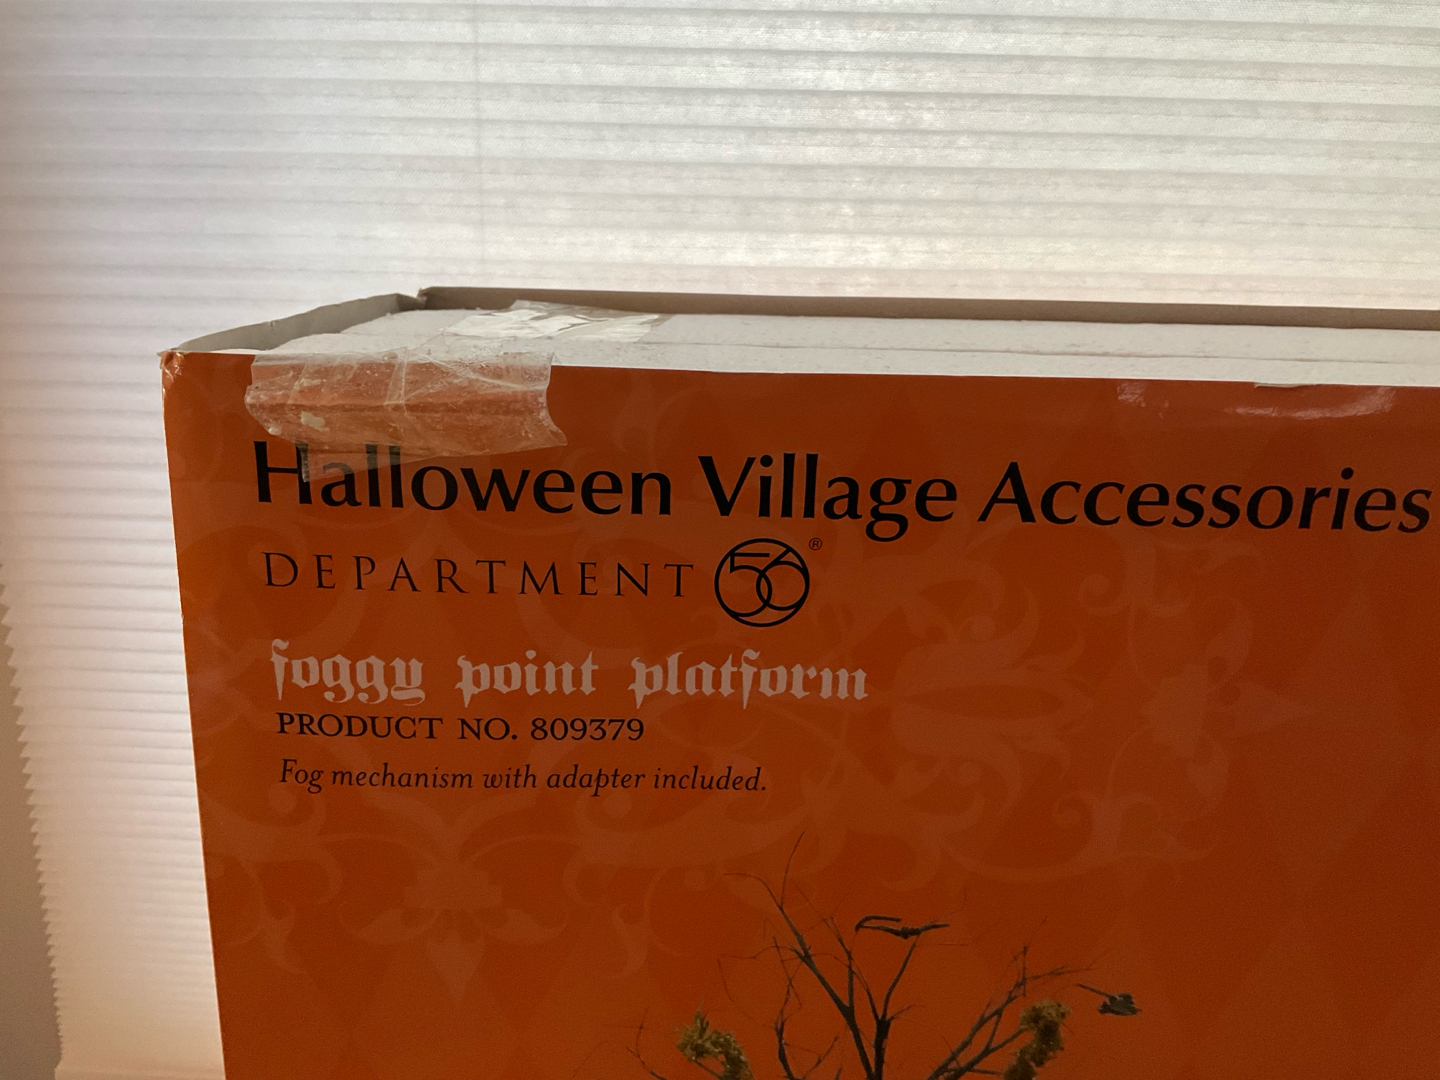 Halloween Village Accessories
DEPARTMENT 56®
foggy point platform
PRODUCT NO. 809379
Fog mechanism with adapter included.